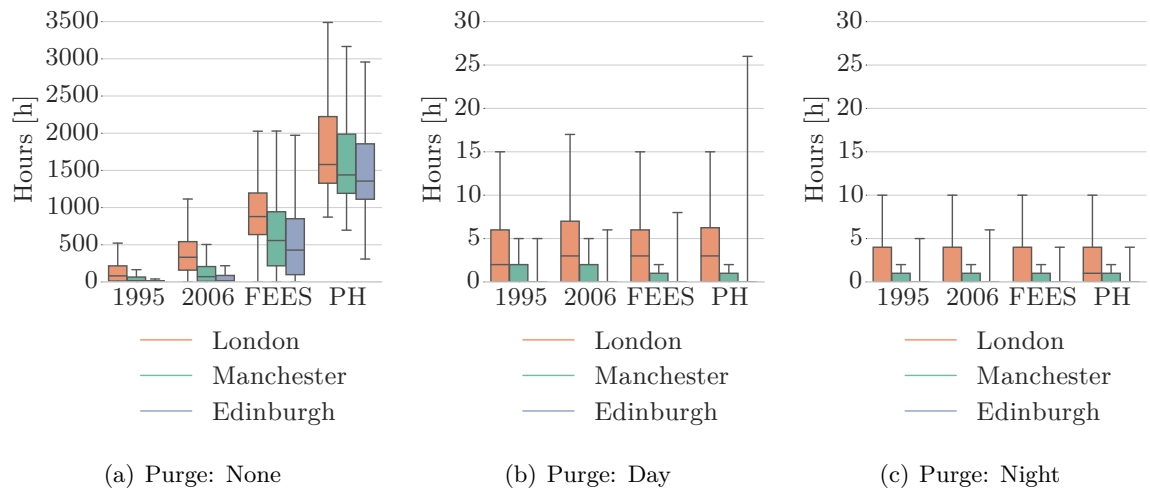 3500
3000
2500
2000
1500
1000
500
0
Hours [h]
1995 2006 FEES PH
London
Manchester
Edinburgh
(a) Purge: None
30
25
20
15
10
5
0
Hours [h]
1995 2006 FEES PH
London
Manchester
Edinburgh
(b) Purge: Day
30
25
20
15
10
5
0
Hours [h]
1995 2006 FEES PH
London
Manchester
Edinburgh
(c) Purge: Night